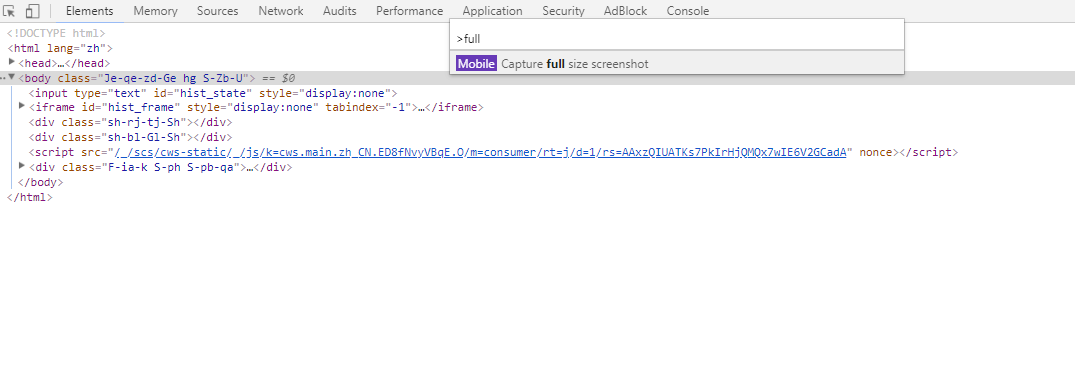 Elements Memory Sources Network Audits Performance Application Security AdBlock Console
>full
Mobile Capture full size screenshot
<!DOCTYPE html>
<html lang="zh">
<head>…</head>
<body class="Je-qe-zd-Ge hg S-Zb-U"> == $0
<input type="text" id="hist_state" style="display:none">
<iframe id="hist_frame" style="display:none" tabindex="-1">…</iframe>
<div class="sh-rj-tj-Sh"></div>
<div class="sh-bl-Gl-Sh"></div>
<script src="/_/scs/cws-static/_/js/k=cws.main.zh_CN.ED8fNvyVBqE.O/m=consumer/rt=j/d=1/rs=AAxzQIUATKs7PkIrHjQMQx7wIE6V2GCadA" nonce></script>
<div class="F-ia-k S-ph S-pb-qa">…</div>
</body>
</html>